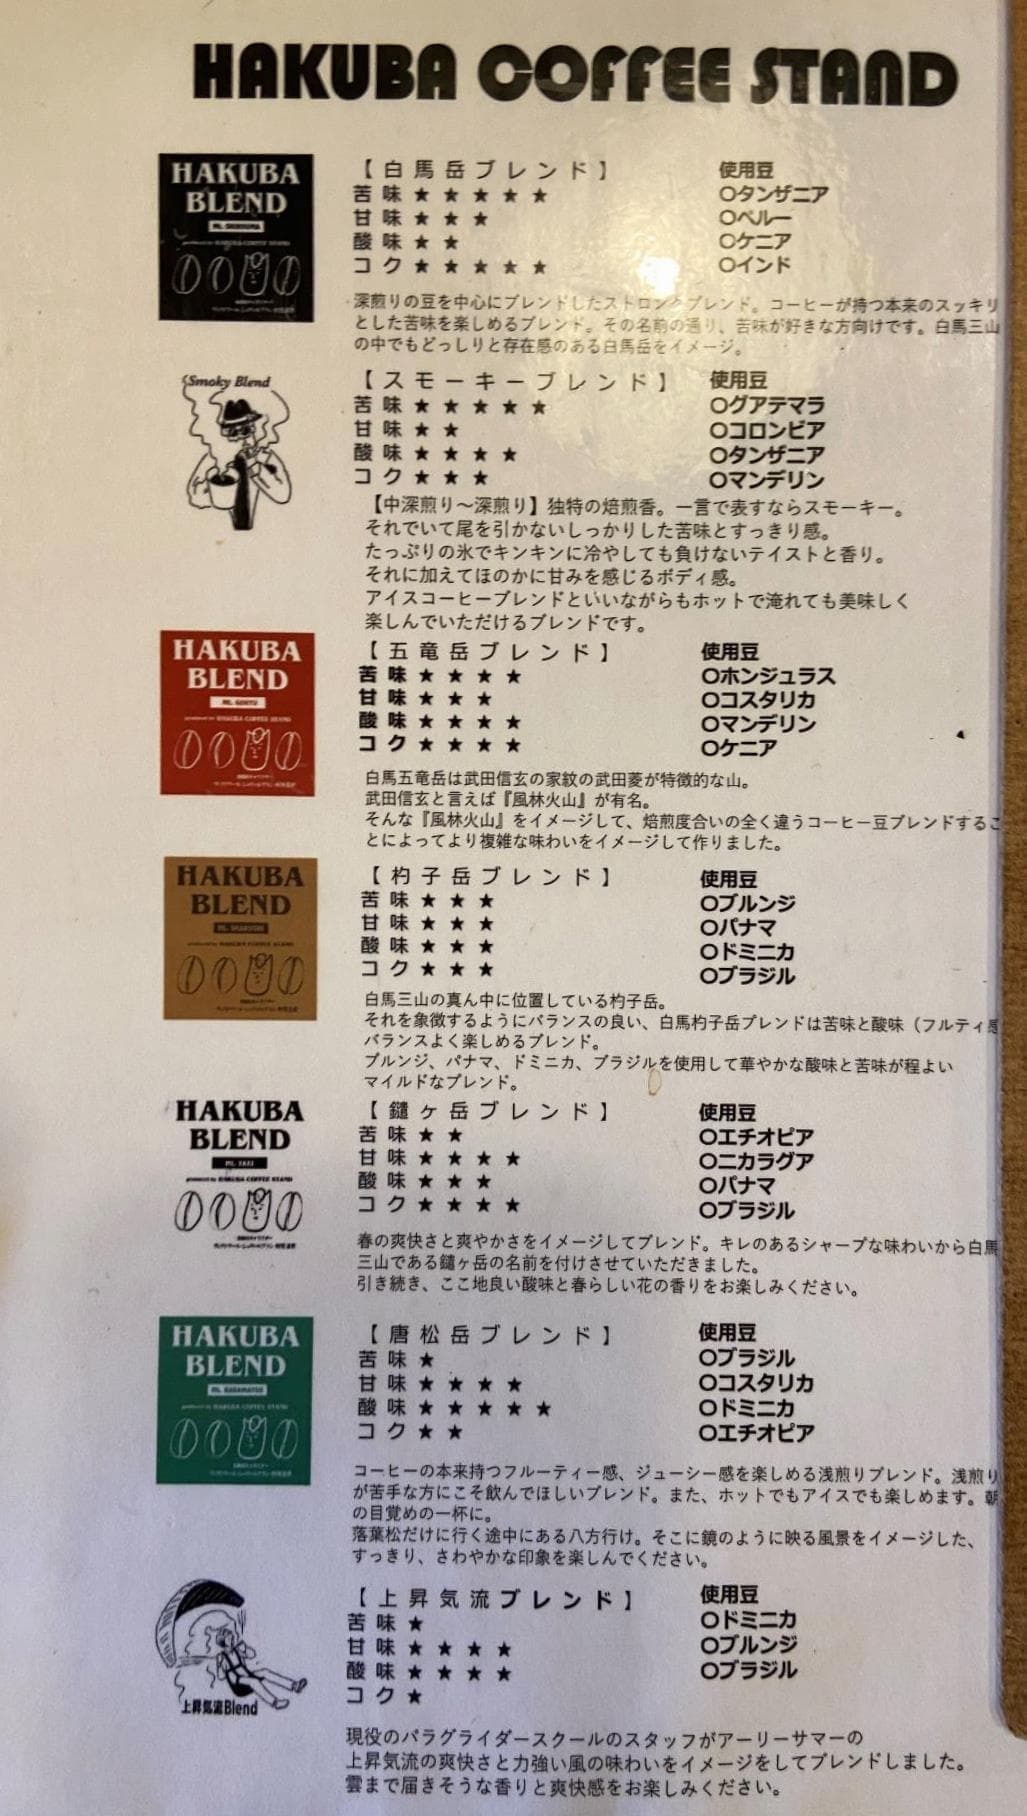 HAKUBA COFFEE STAND
HAKUBA
BLEND
【白馬岳ブレンド】
苦味★★★★★
甘味★★★
酸味★★
コク★★★★★
使用豆
○タンザニア
○ペルー
○ケニア
○インド
深煎りの豆を中心にブレンドしたストロングブレンド。コーヒーが持つ本来のスッキリ
とした苦味を楽しめるブレンド。その名前の通り、苦味が好きな方向けです。白馬三山
の中でもどっしりと存在感のある白馬岳をイメージ。
Smoky Blend
【スモーキーブレンド】
苦味★★★★★
甘味★★
酸味★★★★
コク★★★
使用豆
○グアテマラ
○コロンビア
○タンザニア
○マンデリン
【中深煎り〜深煎り】独特の焙煎香。一言で表すならスモーキー。
それでいて尾を引かないしっかりした苦味とすっきり感。
たっぷりの氷でキンキンに冷やしても負けないテイストと香り。
それに加えてほのかに甘みを感じるボディ感。
アイスコーヒーブレンドといいながらもホットで淹れても美味しく
楽しんでいただけるブレンドです。
HAKUBA
BLEND
Mt. GORYU
produced by HAKUBA COFFEE STAND
【五竜岳ブレンド】
苦味★★★★
甘味★★★
酸味★★★★
コク★★★★
使用豆
○ホンジュラス
○コスタリカ
○マンデリン
○ケニア
白馬五竜岳は武田信玄の家紋の武田菱が特徴的な山。
武田信玄と言えば『風林火山』が有名。
そんな『風林火山』をイメージして、焙煎度合いの全く違うコーヒー豆ブレンドするこ
とによってより複雑な味わいをイメージして作りました。
HAKUBA
BLEND
produced by HAKUBA COFFEE STAND
【杓子岳ブレンド】
苦味★★★
甘味★★★
酸味★★★
コク★★★
使用豆
○ブルンジ
○パナマ
○ドミニカ
○ブラジル
白馬三山の真ん中に位置している杓子岳。
それを象徴するようにバランスの良い、白馬杓子岳ブレンドは苦味と酸味（フルティ感
バランスよく楽しめるブレンド。
ブルンジ、パナマ、ドミニカ、ブラジルを使用して華やかな酸味と苦味が程よい
マイルドなブレンド。
HAKUBA
BLEND
Mt. YARI
produced by HAKUBA COFFEE STAND
【鑓ヶ岳ブレンド】
苦味★★
甘味★★★★
酸味★★★
コク★★★★
使用豆
○エチオピア
○ニカラグア
○パナマ
○ブラジル
春の爽快さと爽やかさをイメージしてブレンド。キレのあるシャープな味わいから白馬
三山である鑓ヶ岳の名前を付けさせていただきました。
引き続き、ここ地良い酸味と春らしい花の香りをお楽しみください。
HAKUBA
BLEND
Mt. KARAMATSU
produced by HAKUBA COFFEE STAND
【唐松岳ブレンド】
苦味★
甘味★★★★
酸味★★★★★
コク★★
使用豆
○ブラジル
○コスタリカ
○ドミニカ
○エチオピア
コーヒーの本来持つフルーティー感、ジューシー感を楽しめる浅煎りブレンド。浅煎り
が苦手な方にこそ飲んでほしいブレンド。また、ホットでもアイスでも楽しめます。朝
の目覚めの一杯に。
落葉松だけに行く途中にある八方行け。そこに鏡のように映る風景をイメージした、
すっきり、さわやかな印象を楽しんでください。
上昇気流Blend
【上昇気流ブレンド】
苦味★
甘味★★★★
酸味★★★★
コク★
使用豆
○ドミニカ
○ブルンジ
○ブラジル
現役のパラグライダースクールのスタッフがアーリーサマーの
上昇気流の爽快さと力強い風の味わいをイメージをしてブレンドしました。
雲まで届きそうな香りと爽快感をお楽しみください。